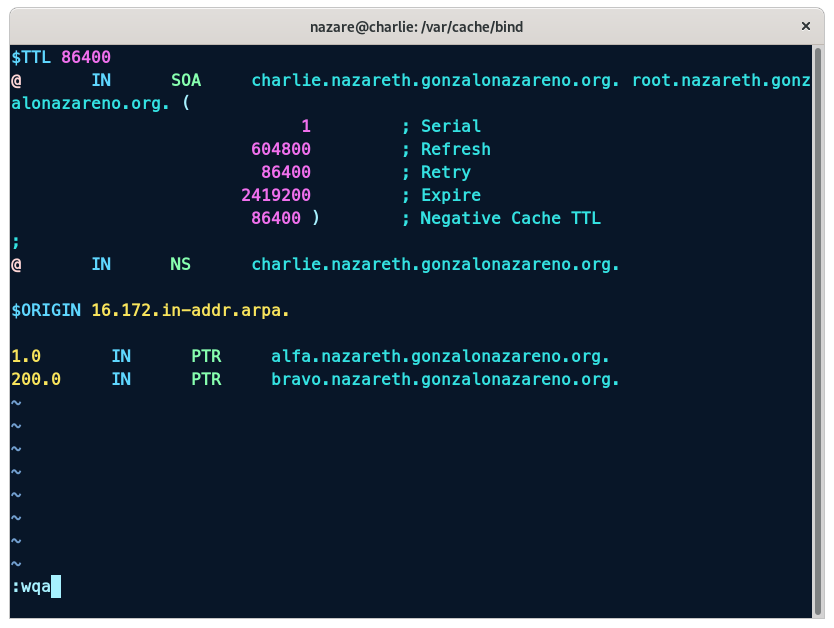 nazare@charlie: /var/cache/bind ×
$TTL 86400
@       IN      SOA     charlie.nazareth.gonzalonazareno.org. root.nazareth.gonz
alonazareno.org. (
                             1         ; Serial
                        604800         ; Refresh
                         86400         ; Retry
                       2419200         ; Expire
                        86400 )        ; Negative Cache TTL
;
@       IN      NS      charlie.nazareth.gonzalonazareno.org.
$ORIGIN 16.172.in-addr.arpa.
1.0       IN      PTR     alfa.nazareth.gonzalonazareno.org.
200.0     IN      PTR     bravo.nazareth.gonzalonazareno.org.
~
~
~
~
~
~
~
~
:wqa